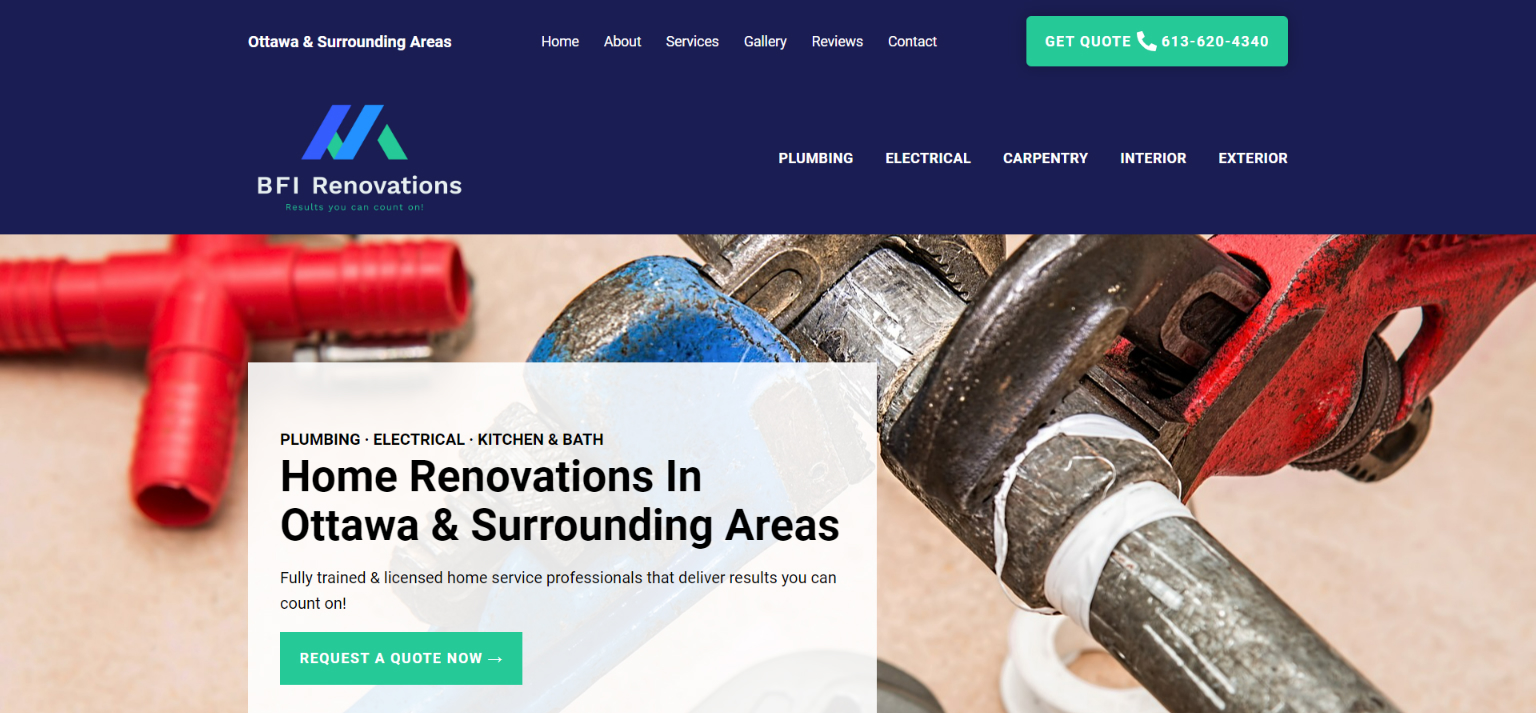 Ottawa & Surrounding Areas
Home About Services Gallery Reviews Contact
GET QUOTE 613-620-4340
BFI Renovations
Results you can count on!
PLUMBING ELECTRICAL CARPENTRY INTERIOR EXTERIOR
PLUMBING · ELECTRICAL · KITCHEN & BATH
Home Renovations In
Ottawa & Surrounding Areas
Fully trained & licensed home service professionals that deliver results you can
count on!
REQUEST A QUOTE NOW →